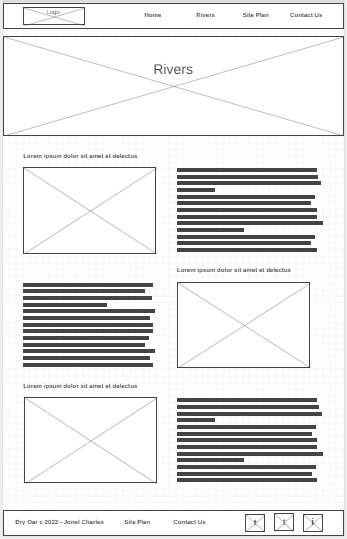 Logo
Home Rivers Site Plan Contact Us
Rivers
Lorem ipsum dolor sit amet et delectus
Lorem ipsum dolor sit amet et delectus
Lorem ipsum dolor sit amet et delectus
Dry Oar c 2022 - Jonel Charles Site Plan Contact Us